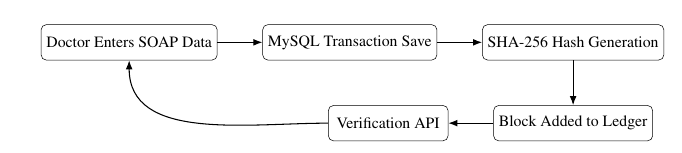 Doctor Enters SOAP Data
MySQL Transaction Save
SHA-256 Hash Generation
Block Added to Ledger
Verification API